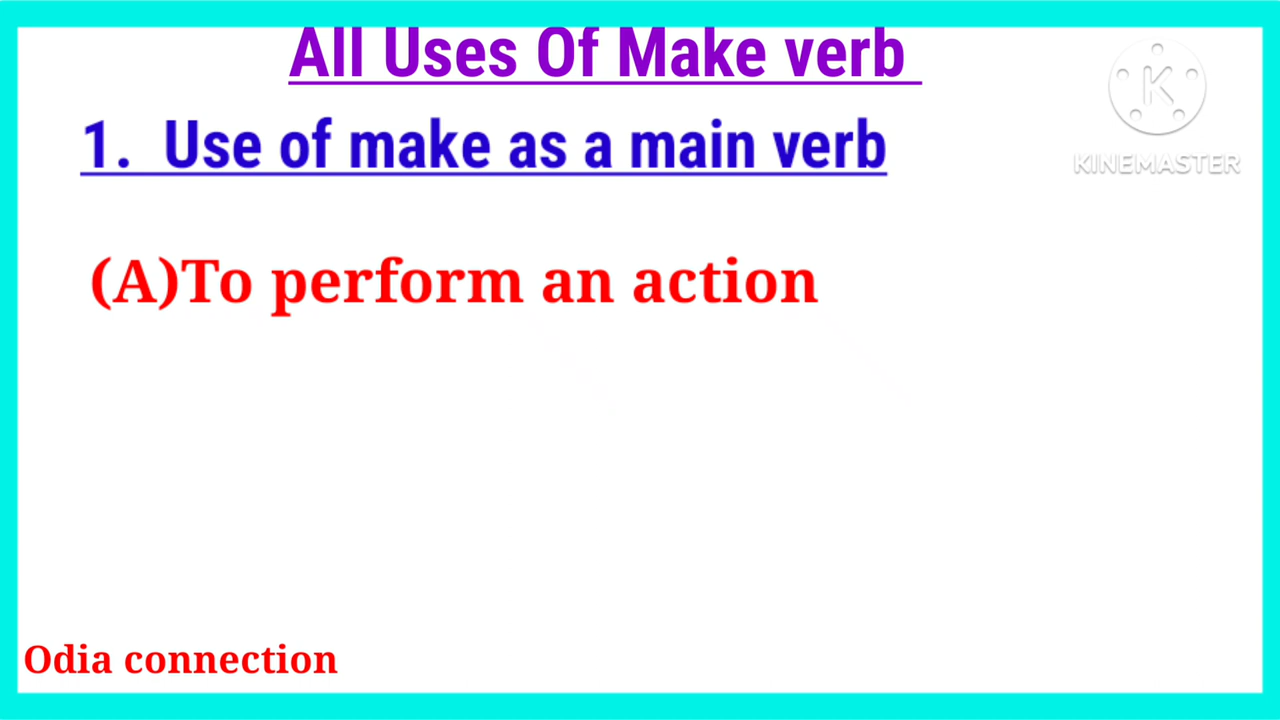 All Uses Of Make verb
K
KINEMASTER
1. Use of make as a main verb
(A)To perform an action
Odia connection